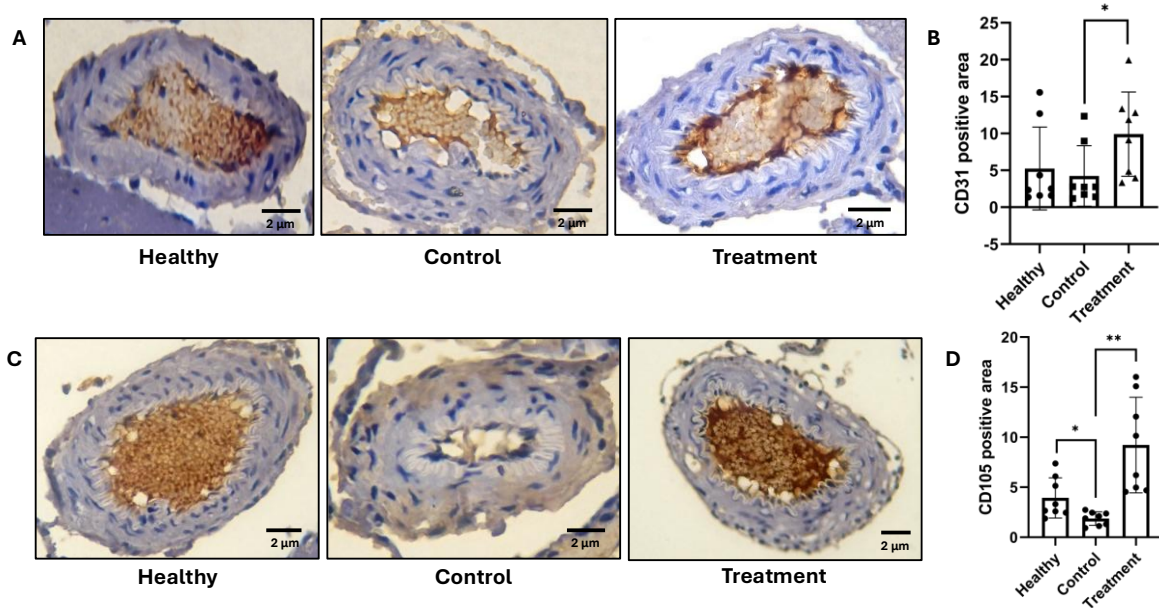 A
2 μm
2 μm
2 μm
Healthy
Control
Treatment
B
CD31 positive area
25
20
15
10
5
0
-5
*
Healthy
Control
Treatment
C
2 μm
2 μm
2 μm
Healthy
Control
Treatment
D
CD105 positive area
20
15
10
5
0
*
**
Healthy
Control
Treatment